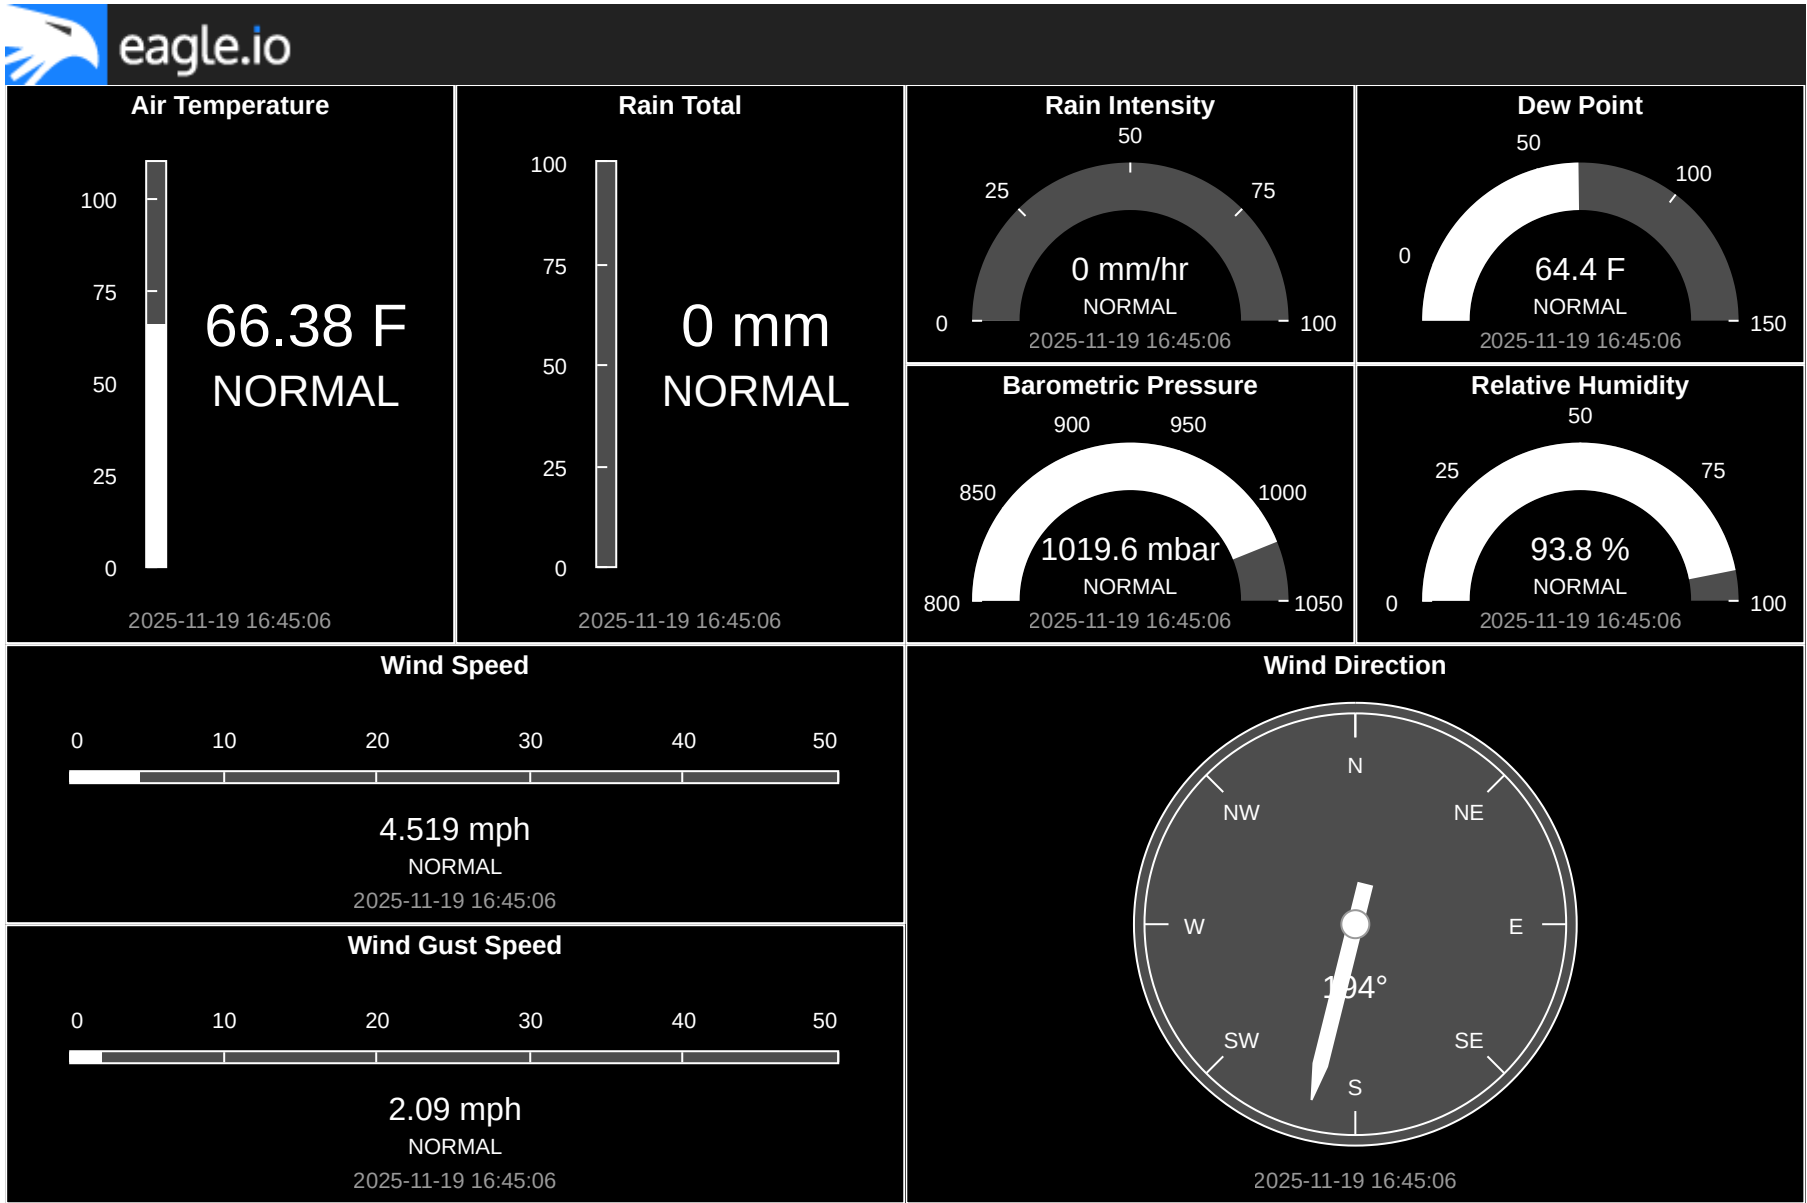 eagle.io
Air Temperature
100
75
50
25
0
66.38 F
NORMAL
2025-11-19 16:45:06
Rain Total
100
75
50
25
0
0 mm
NORMAL
2025-11-19 16:45:06
Rain Intensity
50
25
75
0
100
0 mm/hr
NORMAL
2025-11-19 16:45:06
Dew Point
50
100
0
150
64.4 F
NORMAL
2025-11-19 16:45:06
Barometric Pressure
900
950
850
1000
800
1050
1019.6 mbar
NORMAL
2025-11-19 16:45:06
Relative Humidity
50
25
75
0
100
93.8 %
NORMAL
2025-11-19 16:45:06
Wind Speed
0 10 20 30 40 50
4.519 mph
NORMAL
2025-11-19 16:45:06
Wind Gust Speed
0 10 20 30 40 50
2.09 mph
NORMAL
2025-11-19 16:45:06
Wind Direction
N
NW NE
W E
194°
SW SE
S
2025-11-19 16:45:06